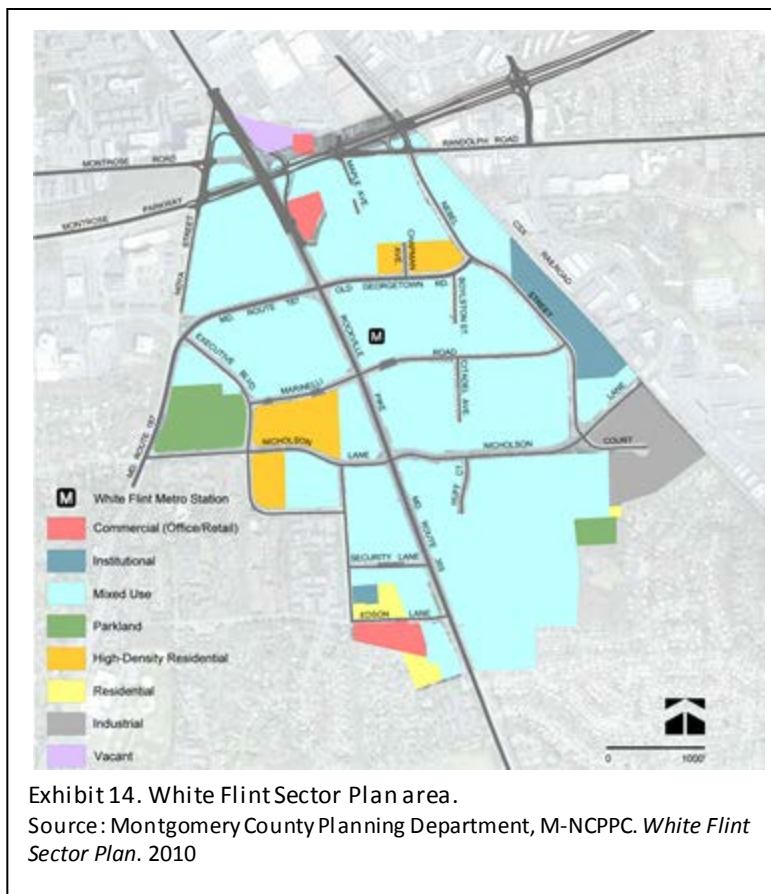 MONTROSE ROAD
RANDOLPH ROAD
MONTROSE PARKWAY
MAPLE AVE
NEBEL
STREET
CSX RAILROAD
HOYA STREET
CHAPMAN AVE.
OLD GEORGETOWN RD.
MD. ROUTE 187
BOYLSTON ST.
ROCKVILLE
PIKE
EXECUTIVE BLVD.
MARINELLI
ROAD
CITADEL AVE.
LANE
MD. ROUTE 187
NICHOLSON
LANE
NICHOLSON
COURT
HUFF CT
MD. ROUTE 355
SECURITY LANE
EDSON LANE
M
M White Flint Metro Station
Commercial (Office/Retail)
Institutional
Mixed Use
Parkland
High-Density Residential
Residential
Industrial
Vacant
0 1000'
Exhibit 14. White Flint Sector Plan area.
Source: Montgomery County Planning Department, M-NCPPC. White Flint
Sector Plan. 2010